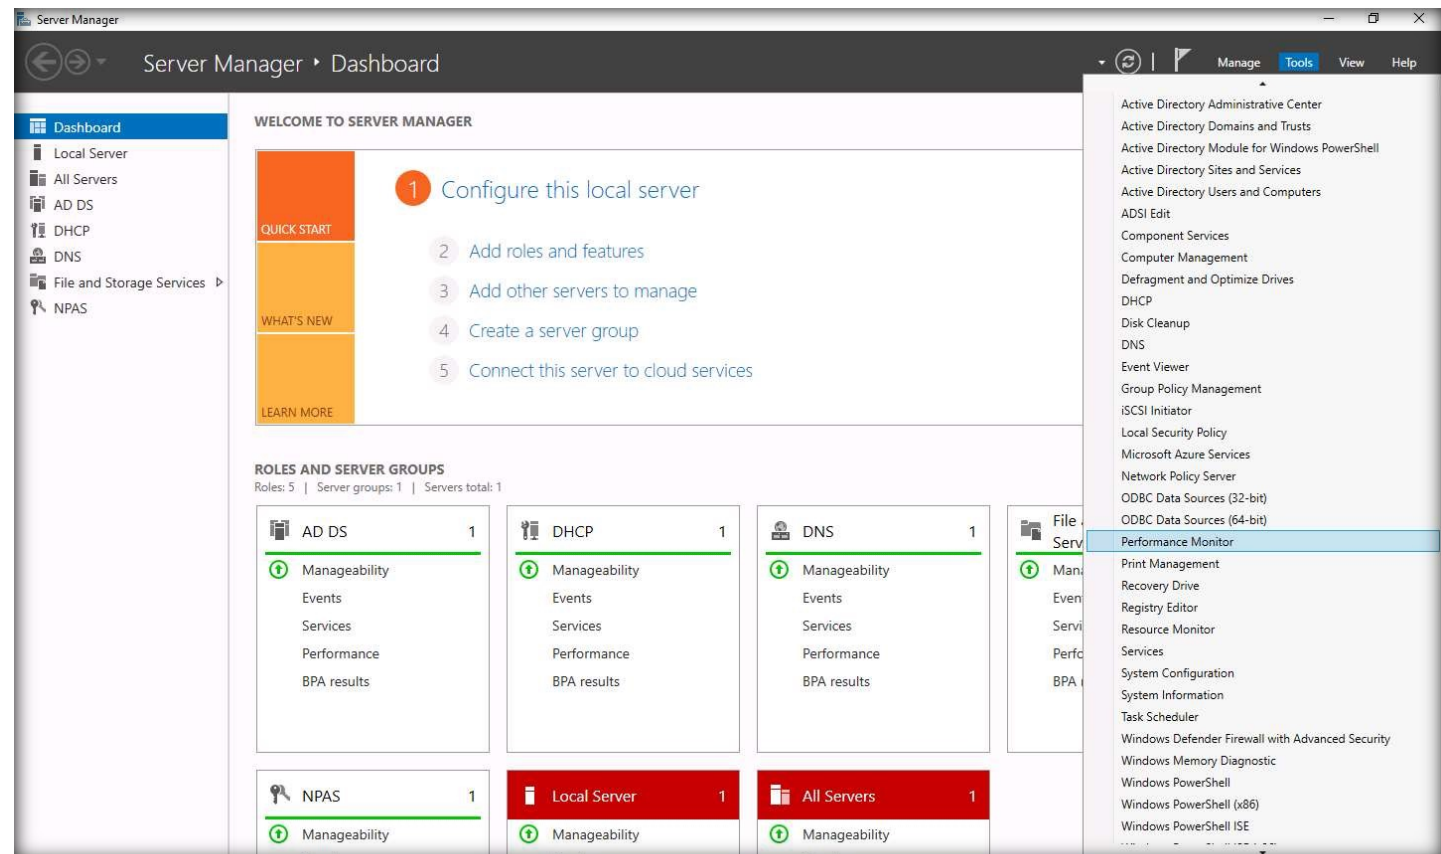 Server Manager
Server Manager • Dashboard
Manage Tools View Help
Dashboard
Local Server
All Servers
AD DS
DHCP
DNS
File and Storage Services
NPAS
WELCOME TO SERVER MANAGER
QUICK START
WHAT'S NEW
LEARN MORE
1 Configure this local server
2 Add roles and features
3 Add other servers to manage
4 Create a server group
5 Connect this server to cloud services
ROLES AND SERVER GROUPS
Roles: 5 | Server groups: 1 | Servers total: 1
AD DS 1
Manageability
Events
Services
Performance
BPA results
DHCP 1
Manageability
Events
Services
Performance
BPA results
DNS 1
Manageability
Events
Services
Performance
BPA results
File
Serv
Mana
Even
Servi
Perfo
BPA
NPAS 1
Manageability
Local Server 1
Manageability
All Servers 1
Manageability
Active Directory Administrative Center
Active Directory Domains and Trusts
Active Directory Module for Windows PowerShell
Active Directory Sites and Services
Active Directory Users and Computers
ADSI Edit
Component Services
Computer Management
Defragment and Optimize Drives
DHCP
Disk Cleanup
DNS
Event Viewer
Group Policy Management
iSCSI Initiator
Local Security Policy
Microsoft Azure Services
Network Policy Server
ODBC Data Sources (32-bit)
ODBC Data Sources (64-bit)
Performance Monitor
Print Management
Recovery Drive
Registry Editor
Resource Monitor
Services
System Configuration
System Information
Task Scheduler
Windows Defender Firewall with Advanced Security
Windows Memory Diagnostic
Windows PowerShell
Windows PowerShell (x86)
Windows PowerShell ISE